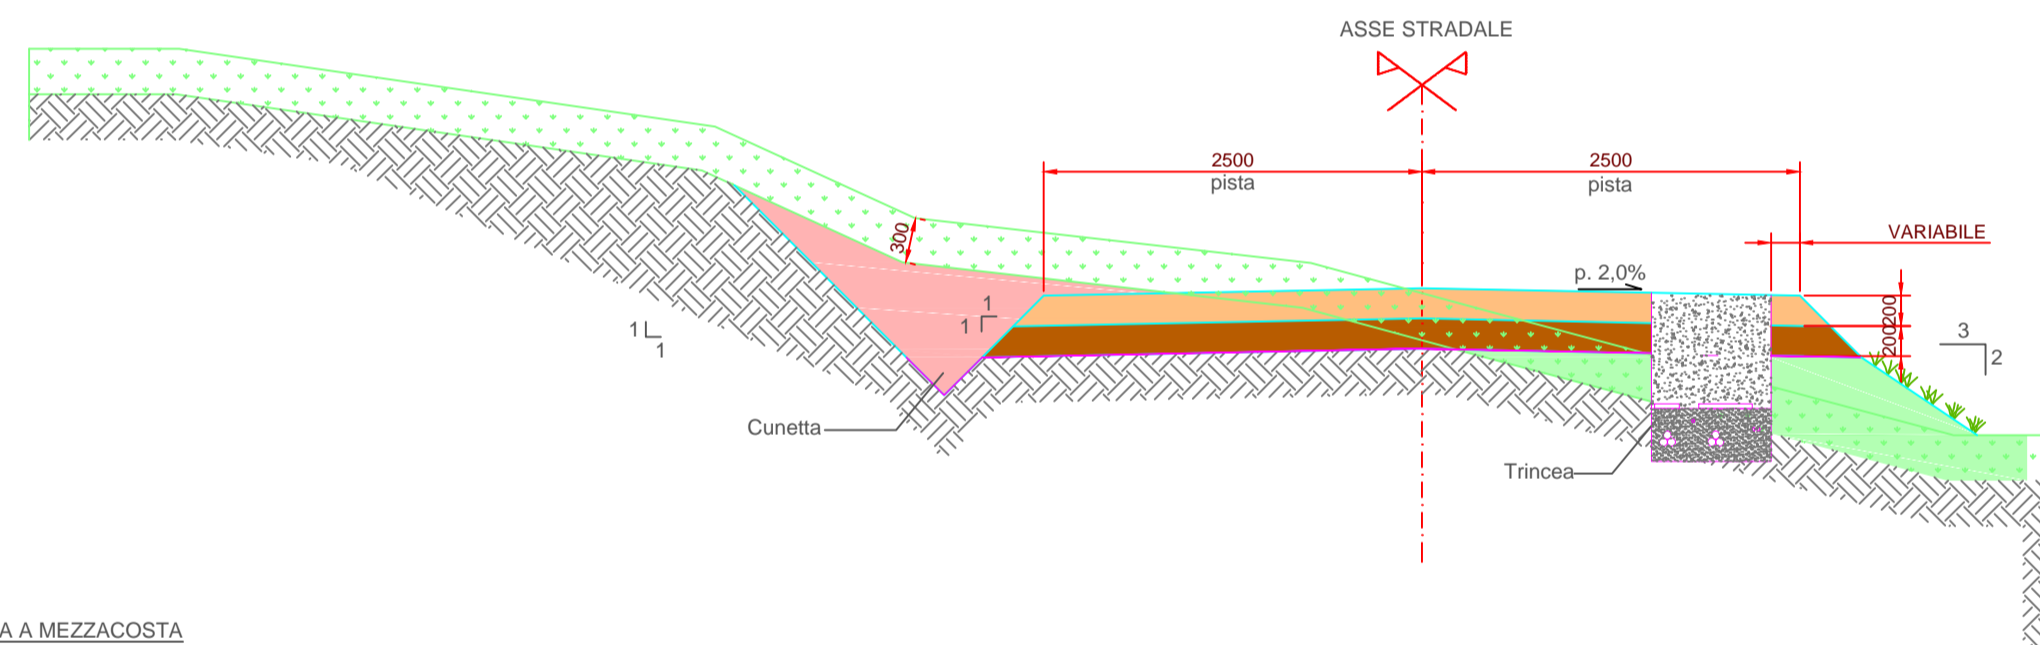 ASSE STRADALE
2500
pista
2500
pista
VARIABILE
300
p. 2,0%
1
1
1
1
200
200
3
2
Cunetta
Trincea
A A MEZZACOSTA